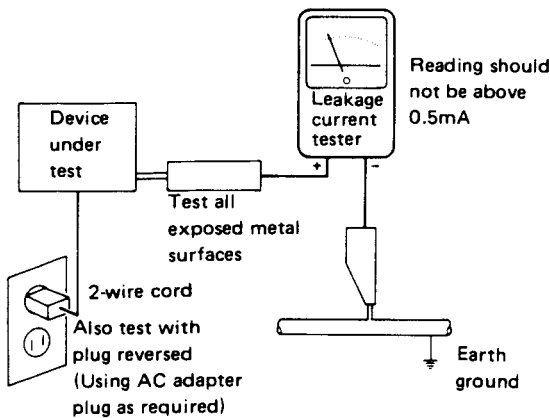 Reading should
not be above
0.5mA
Leakage
current
tester
+
−
Device
under
test
Test all
exposed metal
surfaces
2-wire cord
Also test with
plug reversed
(Using AC adapter
plug as required)
Earth
ground